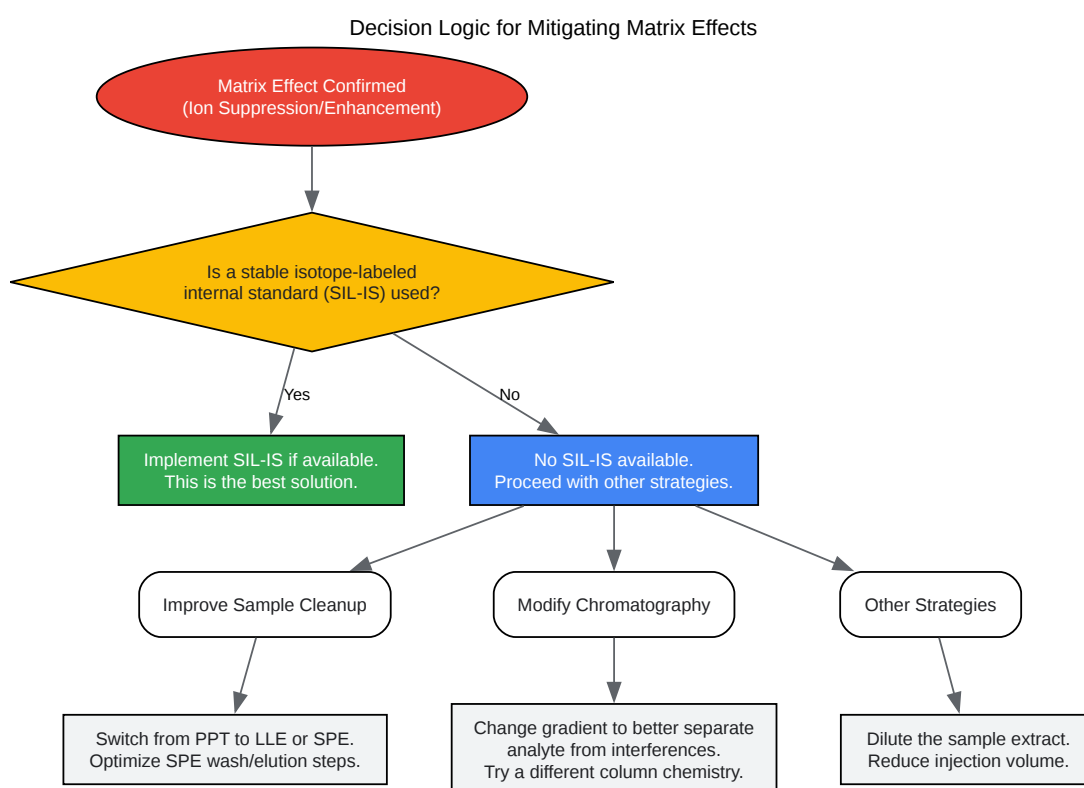 Decision Logic for Mitigating Matrix Effects
Matrix Effect Confirmed
(Ion Suppression/Enhancement)
Is a stable isotope-labeled
internal standard (SIL-IS) used?
Yes
No
Implement SIL-IS if available.
This is the best solution.
No SIL-IS available.
Proceed with other strategies.
Improve Sample Cleanup
Modify Chromatography
Other Strategies
Switch from PPT to LLE or SPE.
Optimize SPE wash/elution steps.
Change gradient to better separate
analyte from interferences.
Try a different column chemistry.
Dilute the sample extract.
Reduce injection volume.